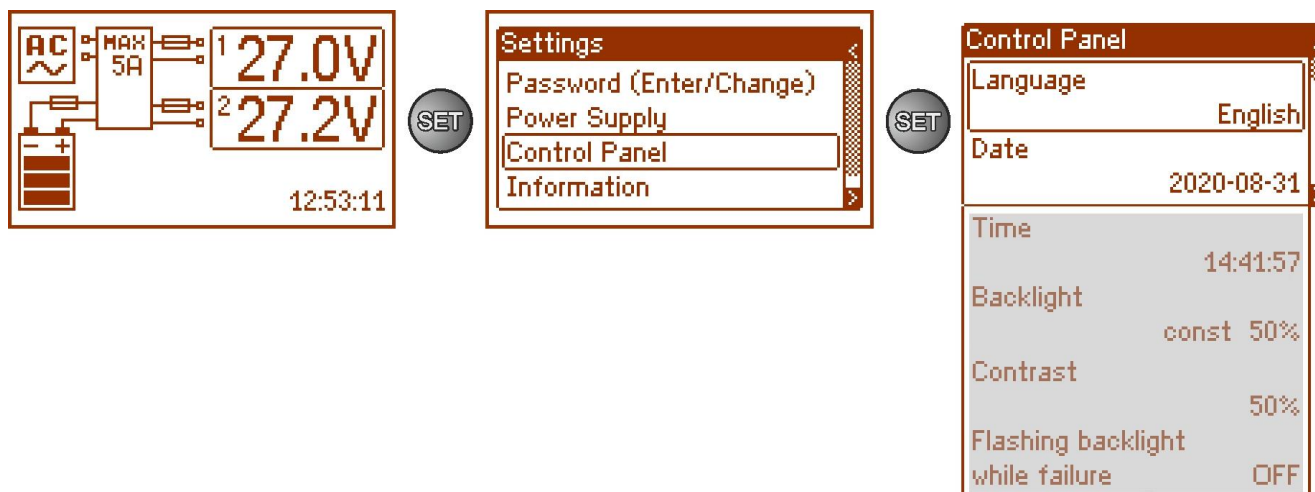 AC
MAX
5A
1 27.0V
2 27.2V
- +
12:53:11
SET
Settings
Password (Enter/Change)
Power Supply
Control Panel
Information
SET
Control Panel
Language
English
Date
2020-08-31
Time
14:41:57
Backlight
const 50%
Contrast
50%
Flashing backlight
while failure OFF